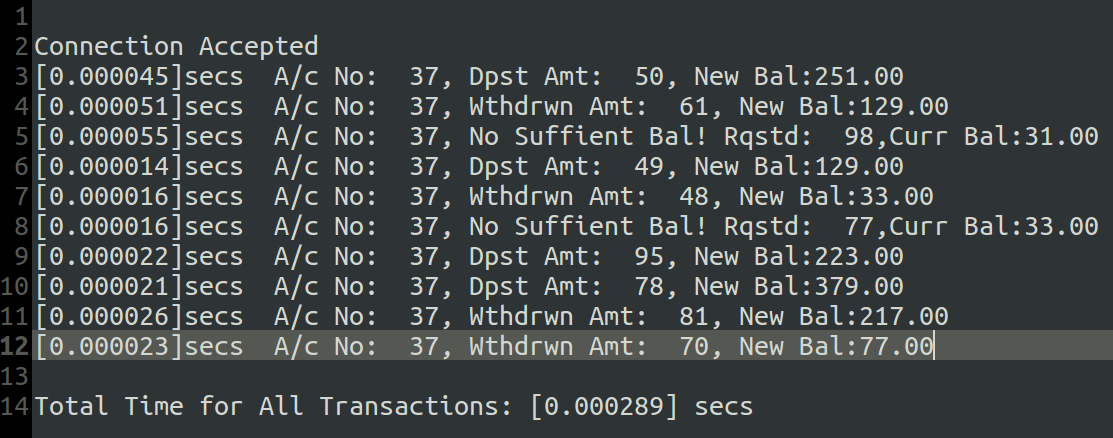 1
2 Connection Accepted
3 [0.000045]secs  A/c No:  37, Dpst Amt:  50, New Bal:251.00
4 [0.000051]secs  A/c No:  37, Wthdrwn Amt:  61, New Bal:129.00
5 [0.000055]secs  A/c No:  37, No Suffient Bal! Rqstd:  98,Curr Bal:31.00
6 [0.000014]secs  A/c No:  37, Dpst Amt:  49, New Bal:129.00
7 [0.000016]secs  A/c No:  37, Wthdrwn Amt:  48, New Bal:33.00
8 [0.000016]secs  A/c No:  37, No Suffient Bal! Rqstd:  77,Curr Bal:33.00
9 [0.000022]secs  A/c No:  37, Dpst Amt:  95, New Bal:223.00
10 [0.000021]secs  A/c No:  37, Dpst Amt:  78, New Bal:379.00
11 [0.000026]secs  A/c No:  37, Wthdrwn Amt:  81, New Bal:217.00
12 [0.000023]secs  A/c No:  37, Wthdrwn Amt:  70, New Bal:77.00
13
14 Total Time for All Transactions: [0.000289] secs